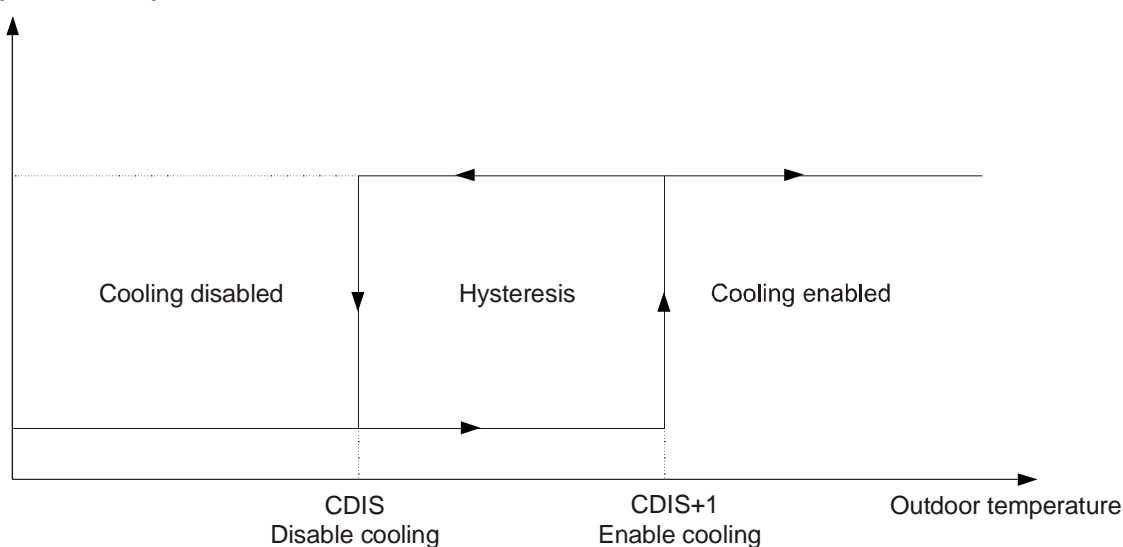 Cooling disabled
Hysteresis
Cooling enabled
CDIS
Disable cooling
CDIS+1
Enable cooling
Outdoor temperature